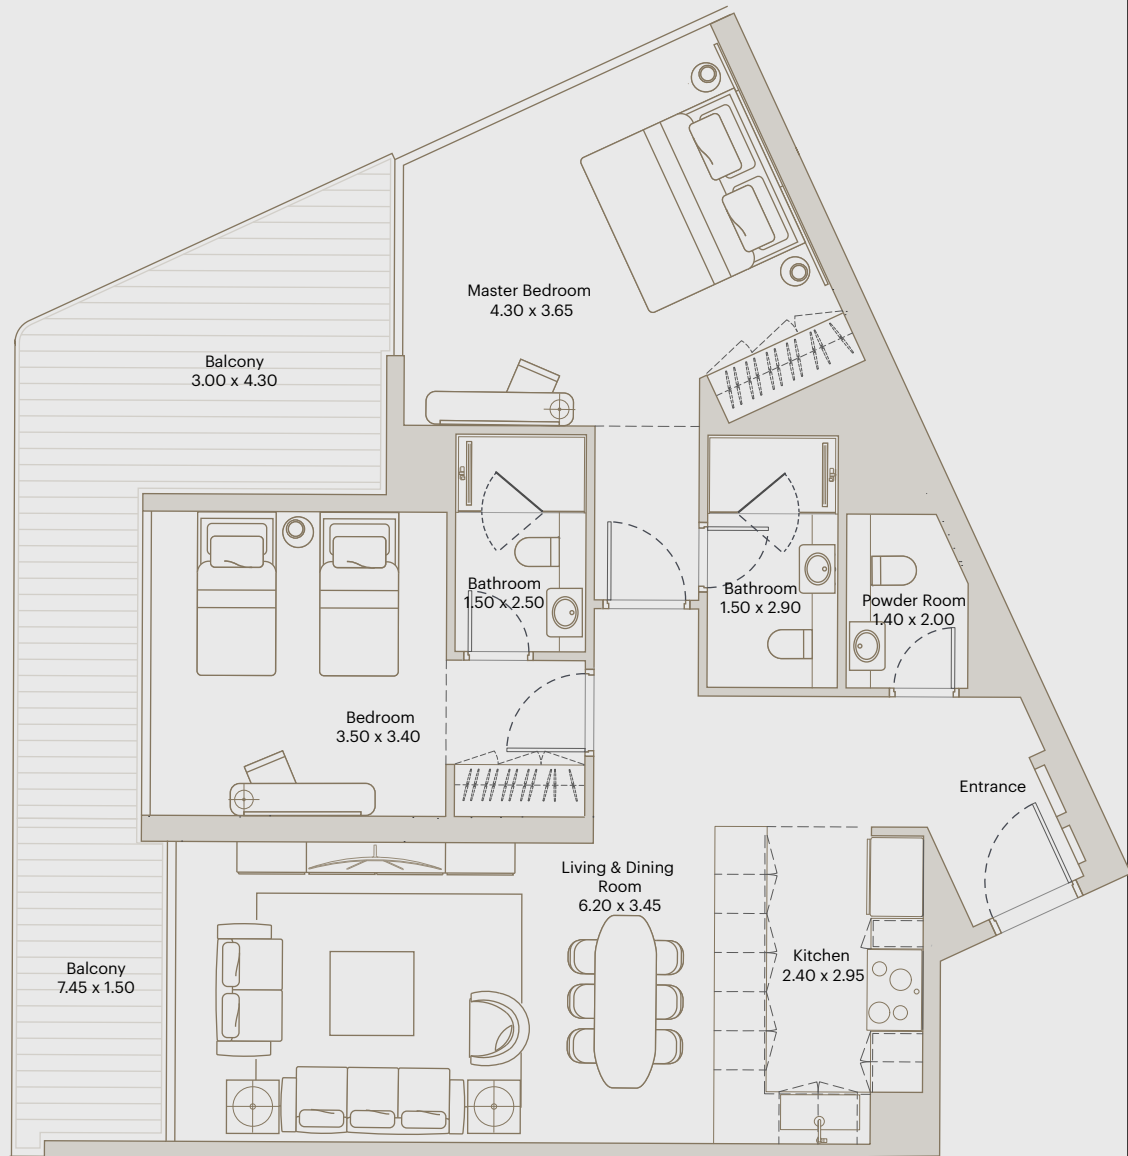 Master Bedroom
4.30 x 3.65
Balcony
3.00 x 4.30
Bathroom
1.50 x 2.50
Bathroom
1.50 x 2.90
Powder Room
1.40 x 2.00
Bedroom
3.50 x 3.40
Entrance
Living & Dining
Room
6.20 x 3.45
Kitchen
2.40 x 2.95
Balcony
7.45 x 1.50